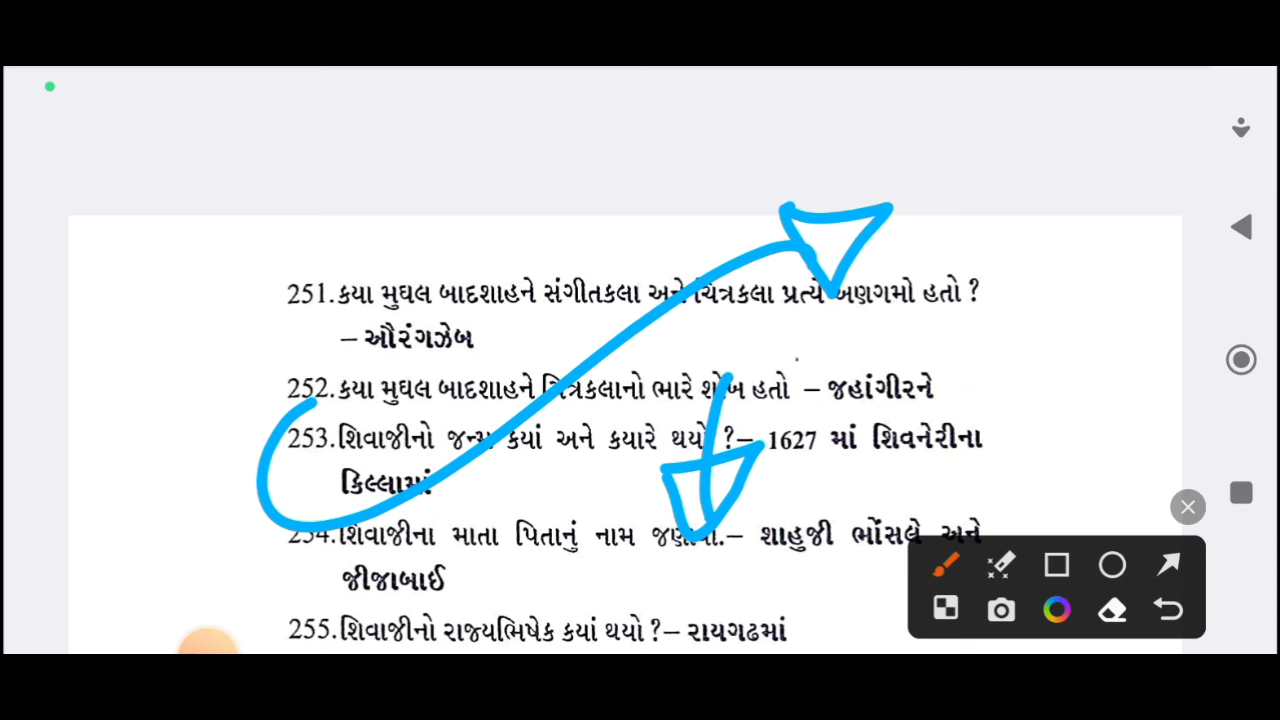 251. કયા મુઘલ બાદશાહને સંગીતકલા અને ચિત્રકલા પ્રત્યે અણગમો હતો ?
– ઔરંગઝેબ
252. કયા મુઘલ બાદશાહને ચિત્રકલાનો ભારે શોખ હતો – જહાંગીરને
253. શિવાજીનો જન્મ કયાં અને કયારે થયો ?– 1627 માં શિવનેરીના
કિલ્લામાં
254. શિવાજીના માતા પિતાનું નામ જણાવો.– શાહુજી ભોંસલે અને
જીજાબાઈ
255. શિવાજીનો રાજ્યભિષેક કયાં થયો ?– રાયગઢમાં